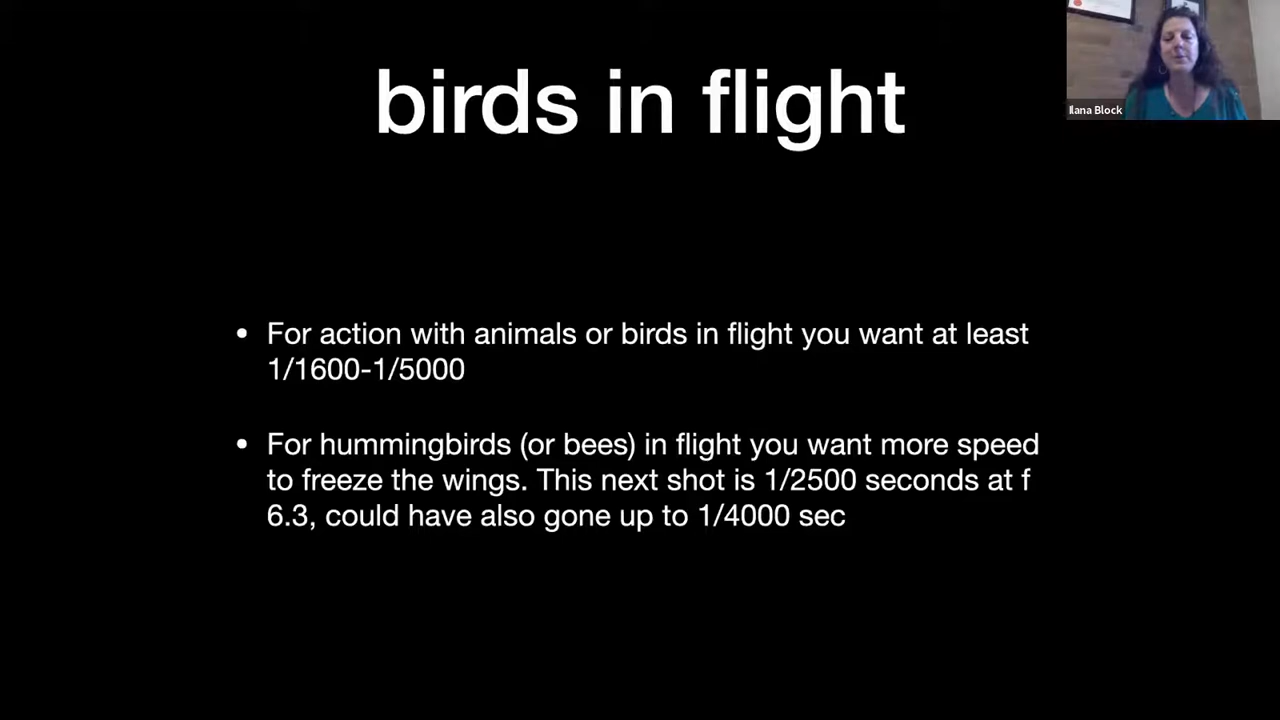 birds in flight
Ilana Block
• For action with animals or birds in flight you want at least
1/1600-1/5000
• For hummingbirds (or bees) in flight you want more speed
to freeze the wings. This next shot is 1/2500 seconds at f
6.3, could have also gone up to 1/4000 sec